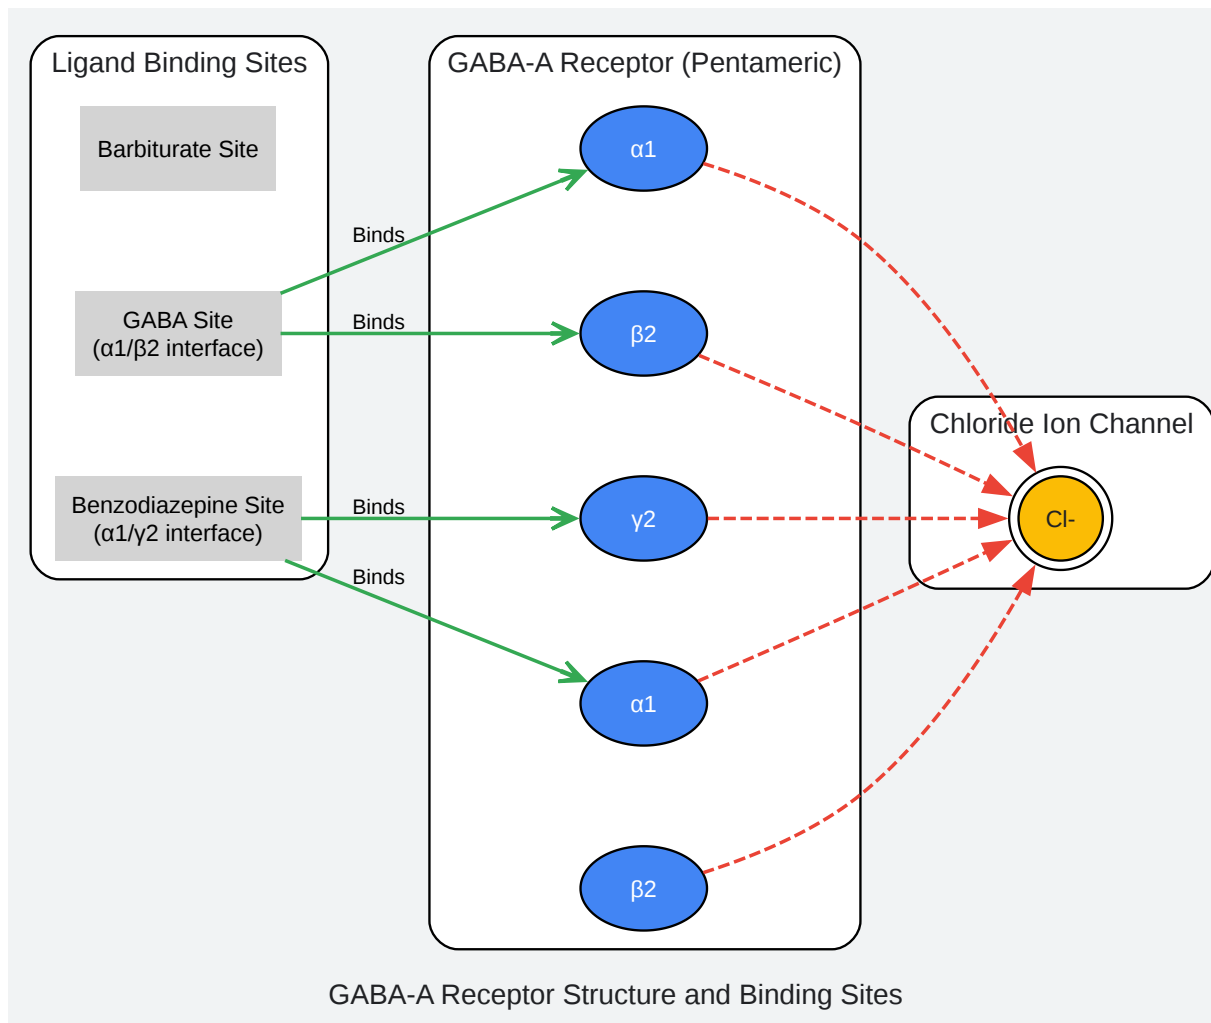 Ligand Binding Sites
Barbiturate Site
GABA Site
(α1/β2 interface)
Benzodiazepine Site
(α1/γ2 interface)
Binds
Binds
Binds
Binds
GABA-A Receptor (Pentameric)
α1
β2
γ2
α1
β2
Chloride Ion Channel
Cl-
GABA-A Receptor Structure and Binding Sites